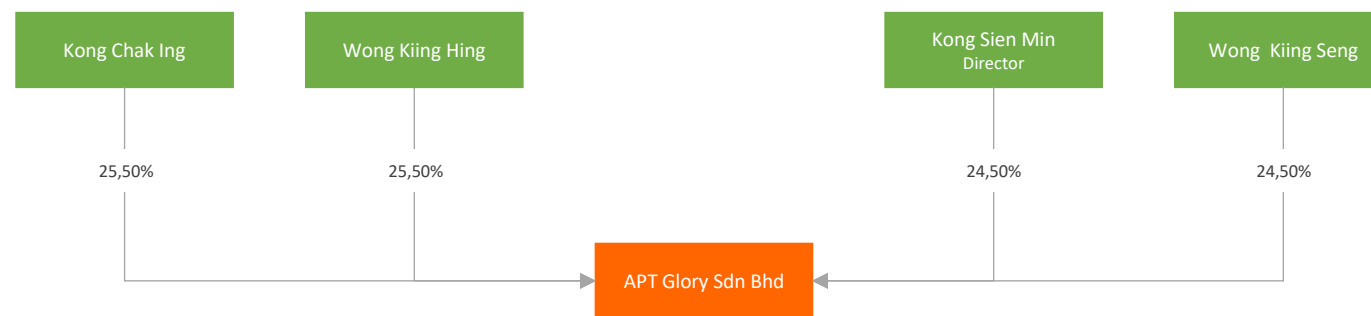 Kong Chak Ing
Wong Kiing Hing
Kong Sien Min
Director
Wong Kiing Seng
25,50%
25,50%
24,50%
24,50%
APT Glory Sdn Bhd